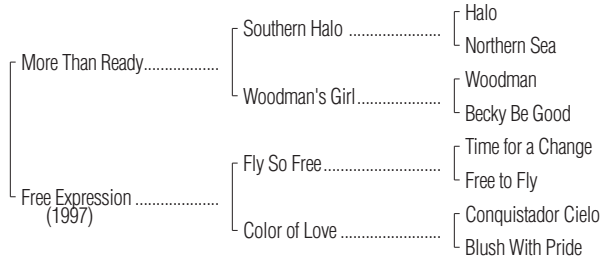 Halo
Southern Halo ..................
Northern Sea
More Than Ready..................
Woodman
Woodman's Girl....................
Becky Be Good
Time for a Change
Fly So Free............................
Free to Fly
Free Expression ....................
(1997)
Conquistador Cielo
Color of Love ........................
Blush With Pride